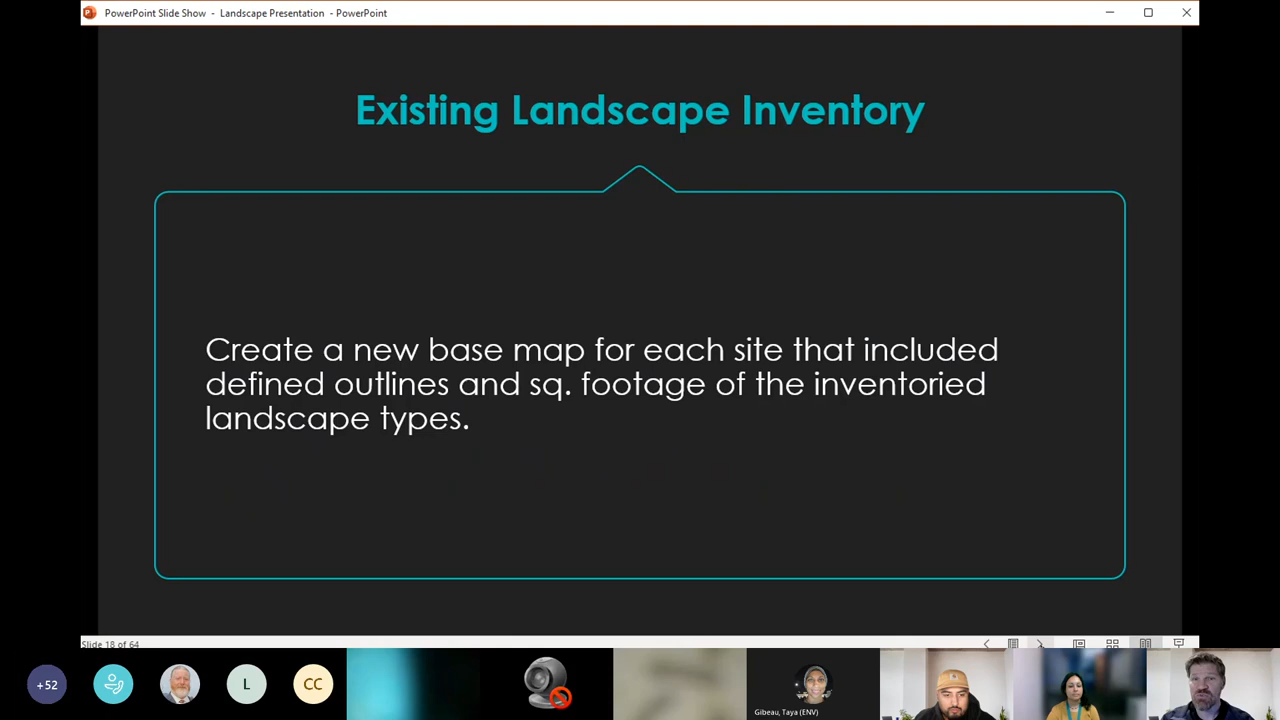 PowerPoint Slide Show - Landscape Presentation - PowerPoint
Existing Landscape Inventory
Create a new base map for each site that included
defined outlines and sq. footage of the inventoried
landscape types.
Slide 18 of 64
+52
L
CC
Gibeau, Taya (ENV)